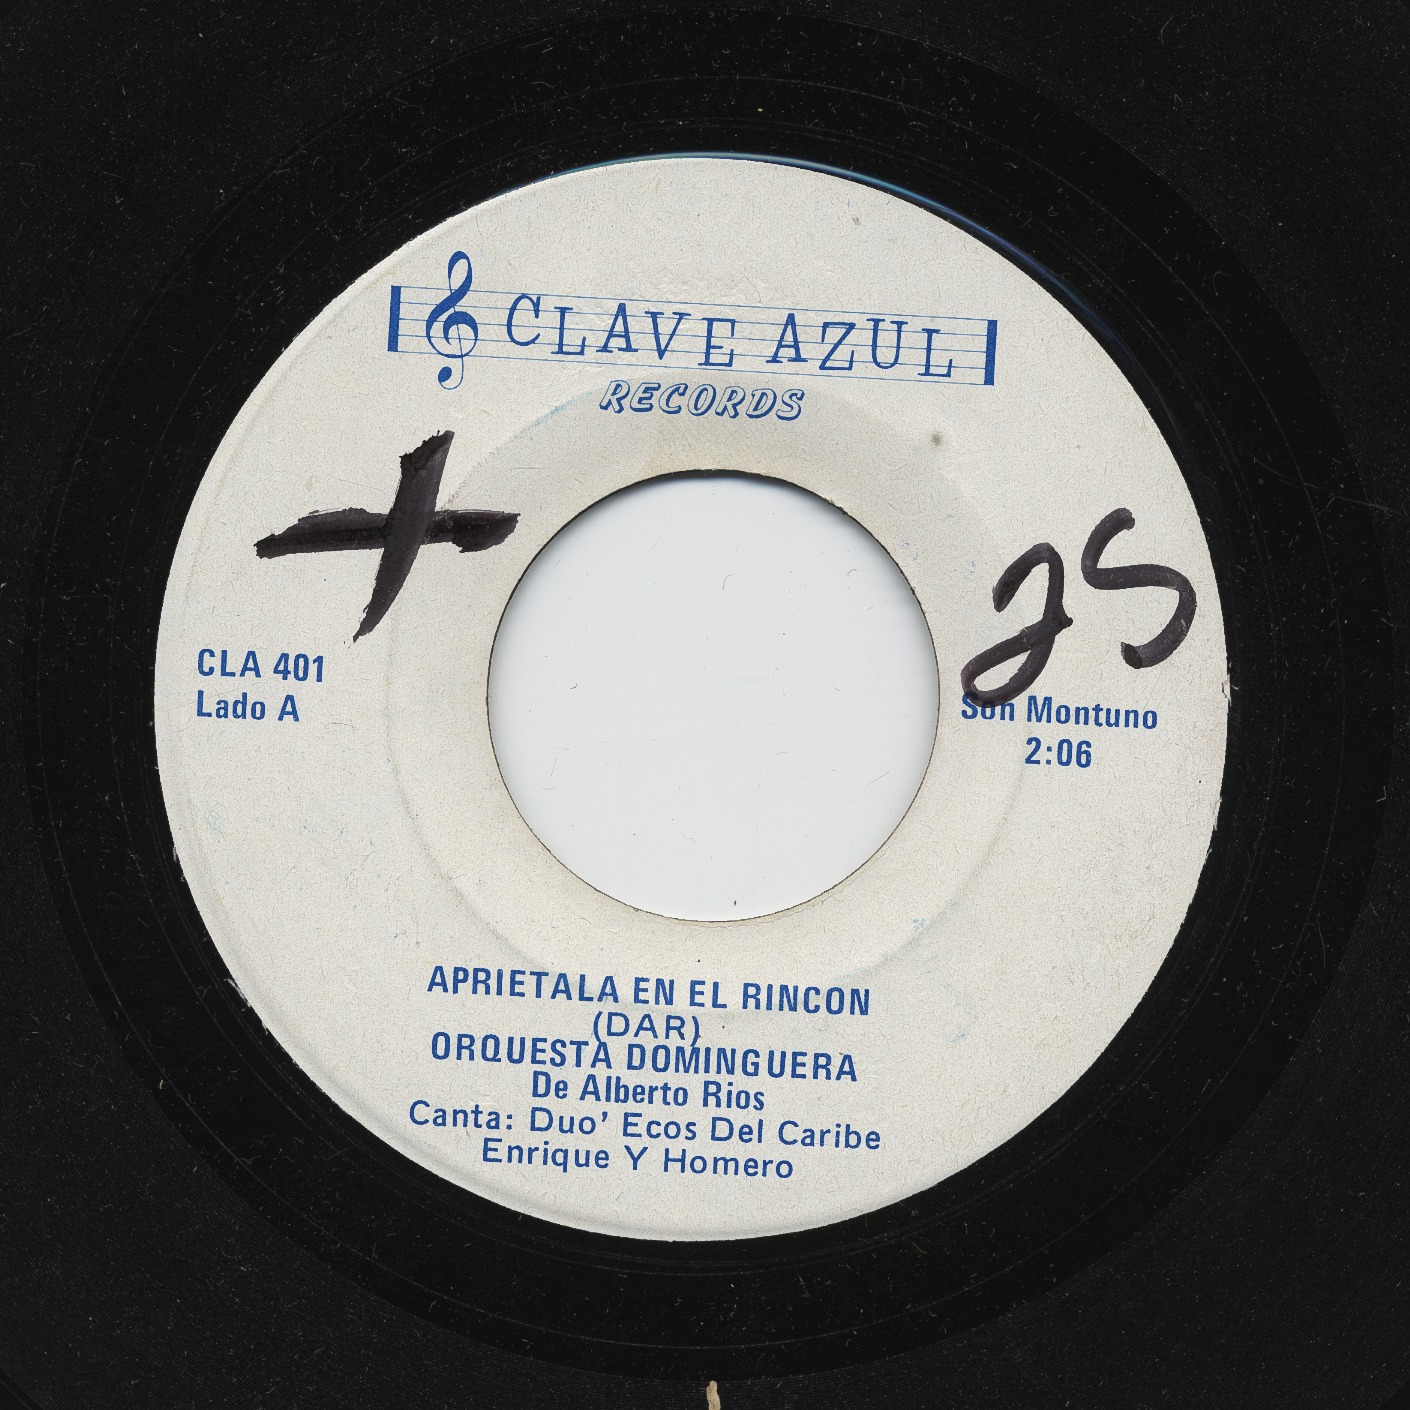 CLAVE AZUL
RECORDS
+
25
CLA 401
Lado A
Son Montuno
2:06
APRIETALA EN EL RINCON
(DAR)
ORQUESTA DOMINGUERA
De Alberto Rios
Canta: Duo' Ecos Del Caribe
Enrique Y Homero